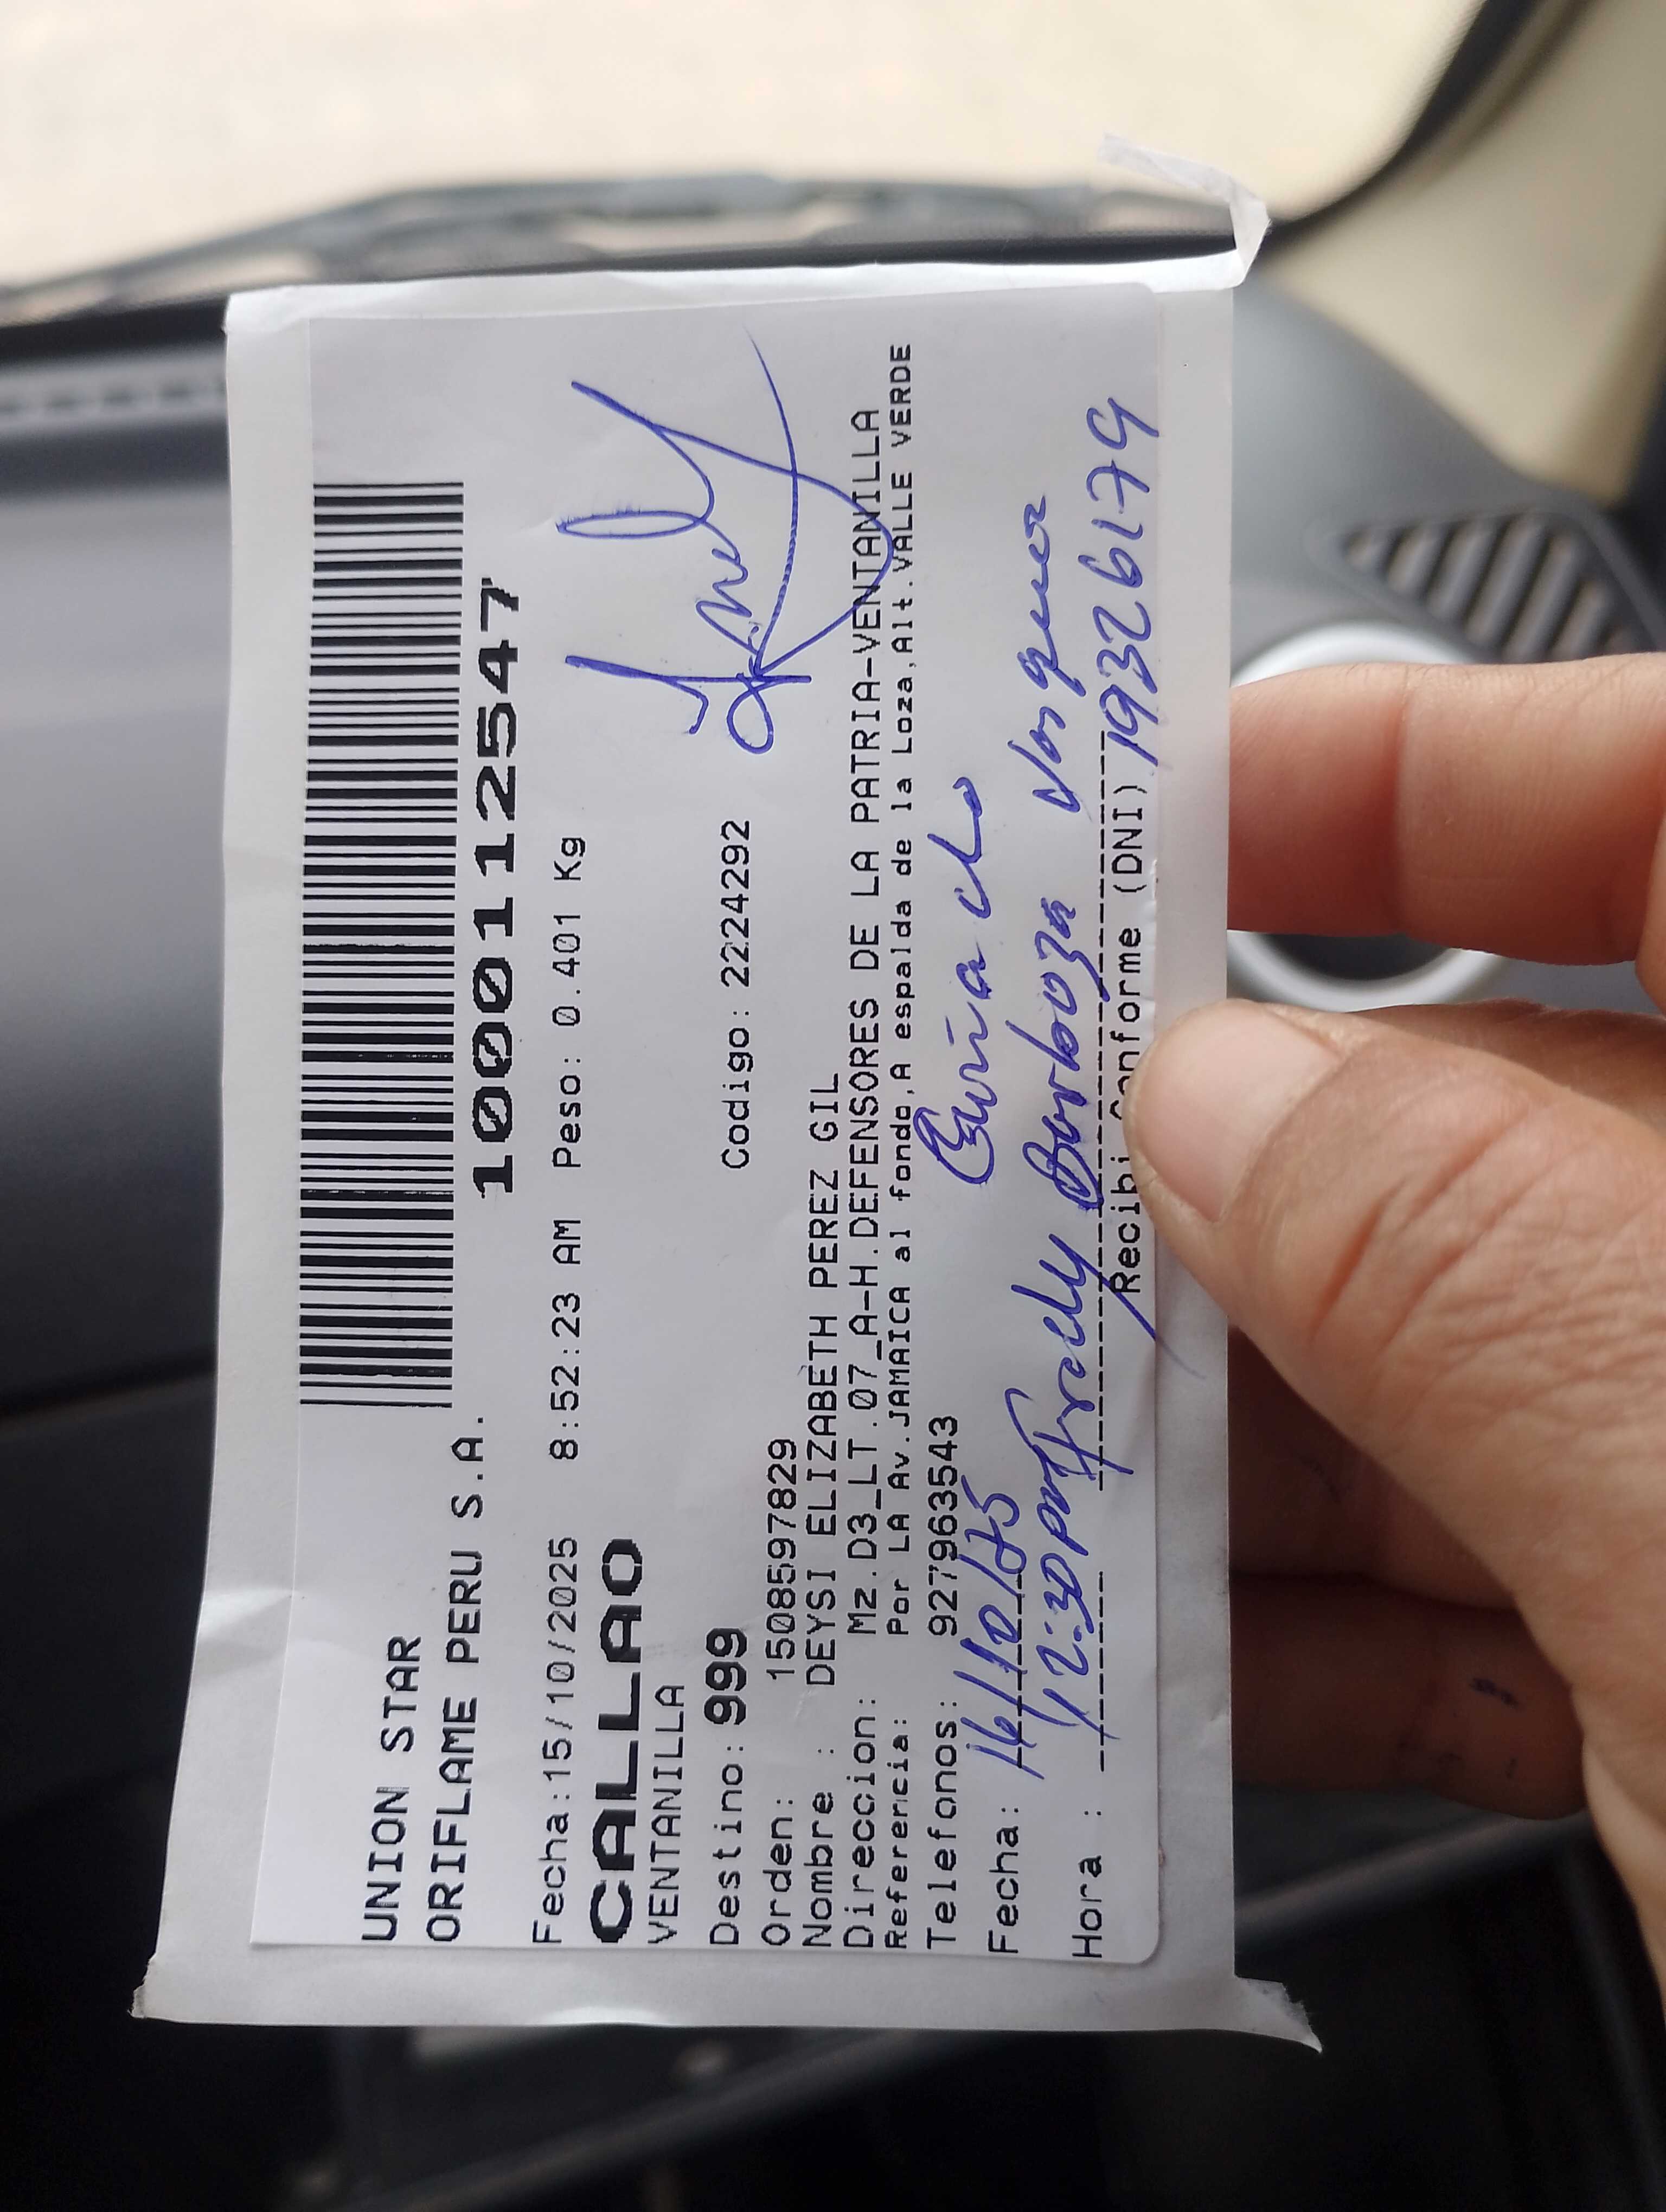 UNION STAR
ORIFLAME PERU S.A.
1000112547
Fecha:15/10/2025 8:52:23 AM Peso: 0.401 Kg
CALLAO
VENTANILLA
Destino: 999 Codigo: 2224292
Orden: 1508597829
Nombre : DEYSI ELIZABETH PEREZ GIL
Direccion: Mz.D3_LT.07_A-H.DEFENSORES DE LA PATRIA-VENTANILLA
Referencia: Por LA Av.JAMAICA al fondo,A espalda de la Loza,Alt.VALLE VERDE
Telefonos: 927963543
Fecha: 16/10/25 Cuñado
Hora : 12:30pm Barboza
Recibi Conforme (DNI) 19326179